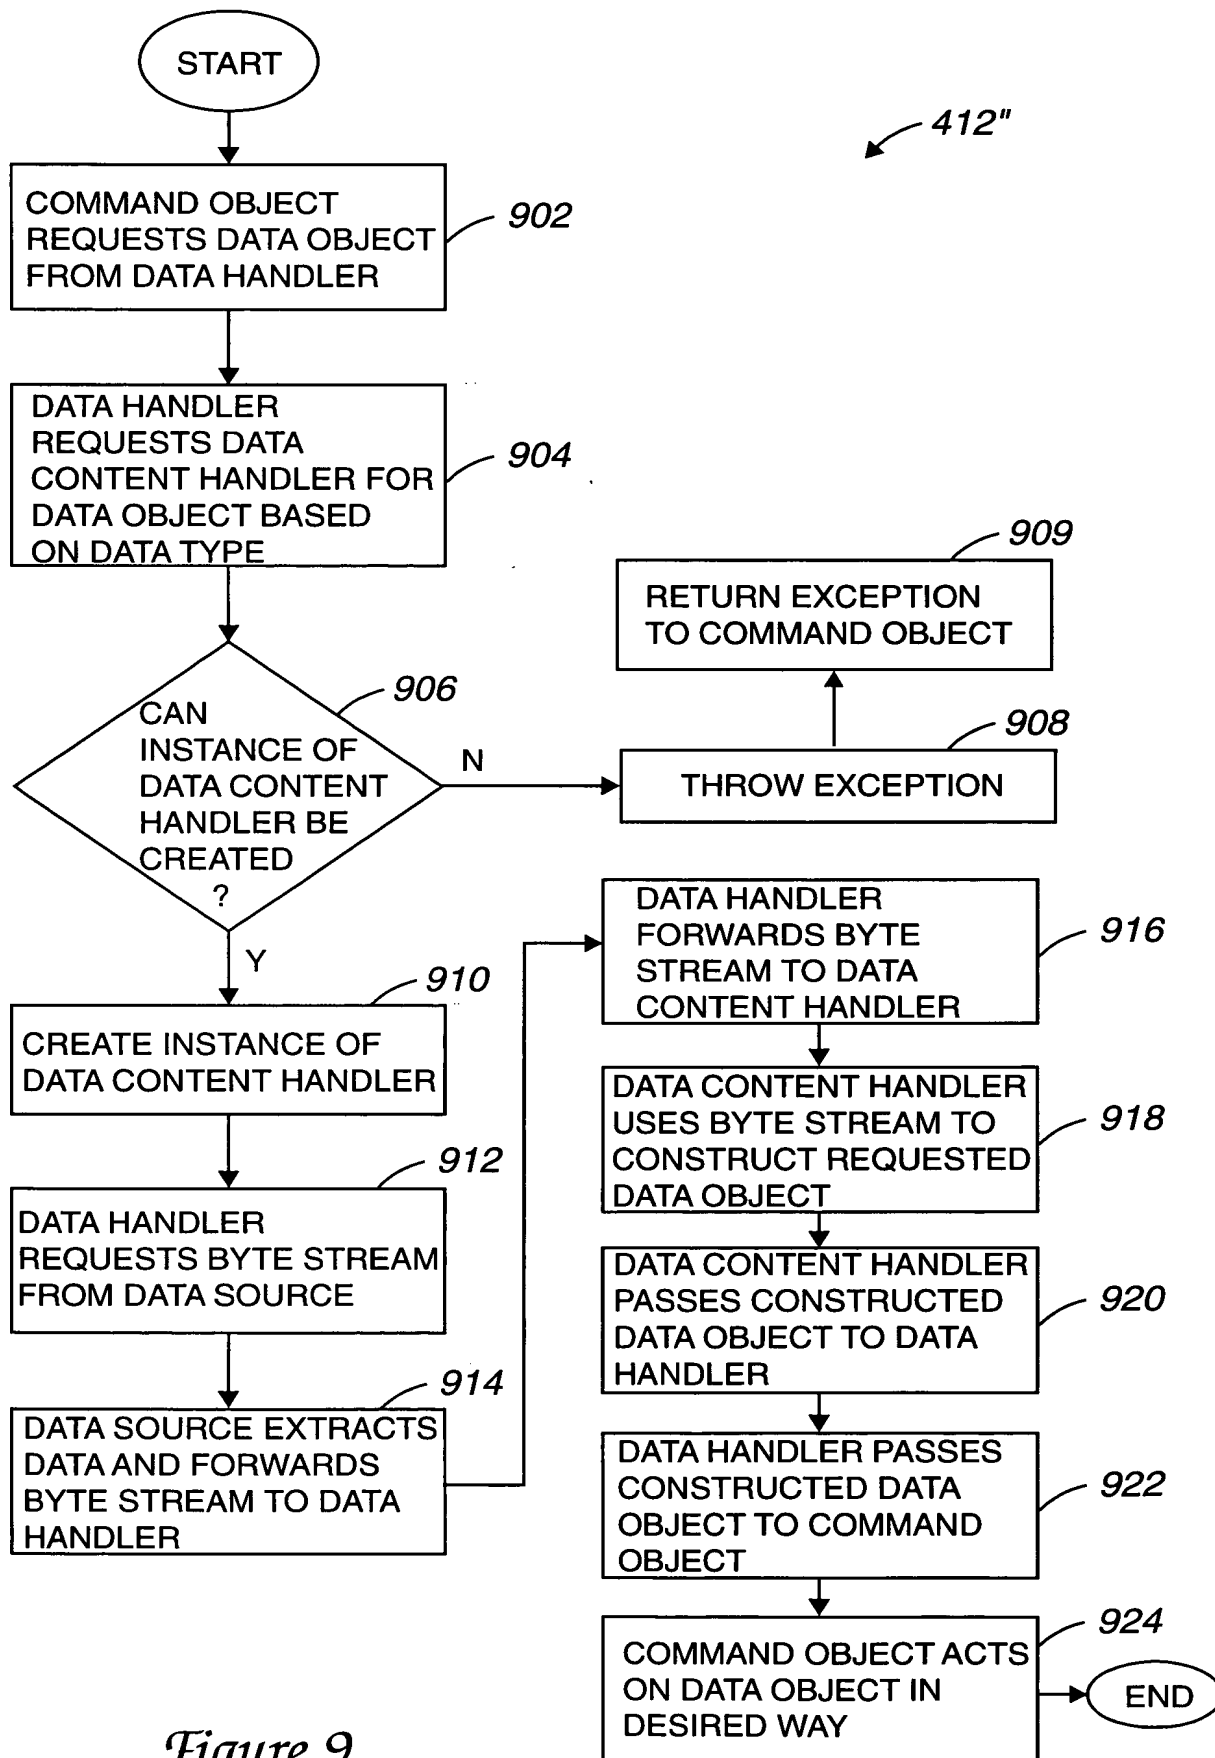 START
412"
COMMAND OBJECT
REQUESTS DATA OBJECT
FROM DATA HANDLER
902
DATA HANDLER
REQUESTS DATA
CONTENT HANDLER FOR
DATA OBJECT BASED
ON DATA TYPE
904
CAN
INSTANCE OF
DATA CONTENT
HANDLER BE
CREATED
?
906
N
Y
909
RETURN EXCEPTION
TO COMMAND OBJECT
908
THROW EXCEPTION
910
CREATE INSTANCE OF
DATA CONTENT HANDLER
912
DATA HANDLER
REQUESTS BYTE STREAM
FROM DATA SOURCE
914
DATA SOURCE EXTRACTS
DATA AND FORWARDS
BYTE STREAM TO DATA
HANDLER
DATA HANDLER
FORWARDS BYTE
STREAM TO DATA
CONTENT HANDLER
916
DATA CONTENT HANDLER
USES BYTE STREAM TO
CONSTRUCT REQUESTED
DATA OBJECT
918
DATA CONTENT HANDLER
PASSES CONSTRUCTED
DATA OBJECT TO DATA
HANDLER
920
DATA HANDLER PASSES
CONSTRUCTED DATA
OBJECT TO COMMAND
OBJECT
922
COMMAND OBJECT ACTS
ON DATA OBJECT IN
DESIRED WAY
924
END
Figure 9